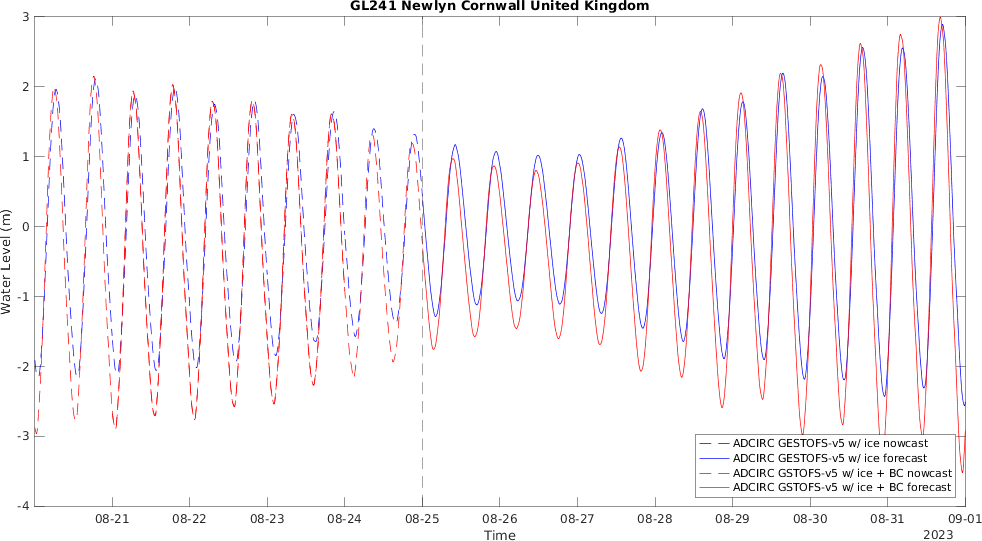 GL241 Newlyn Cornwall United Kingdom
3
2
1
0
-1
-2
-3
-4
Water Level (m)
08-21 08-22 08-23 08-24 08-25 08-26 08-27 08-28 08-29 08-30 08-31 09-01
2023
Time
ADCIRC GESTOFS-v5 w/ ice nowcast
ADCIRC GESTOFS-v5 w/ ice forecast
ADCIRC GSTOFS-v5 w/ ice + BC nowcast
ADCIRC GSTOFS-v5 w/ ice + BC forecast